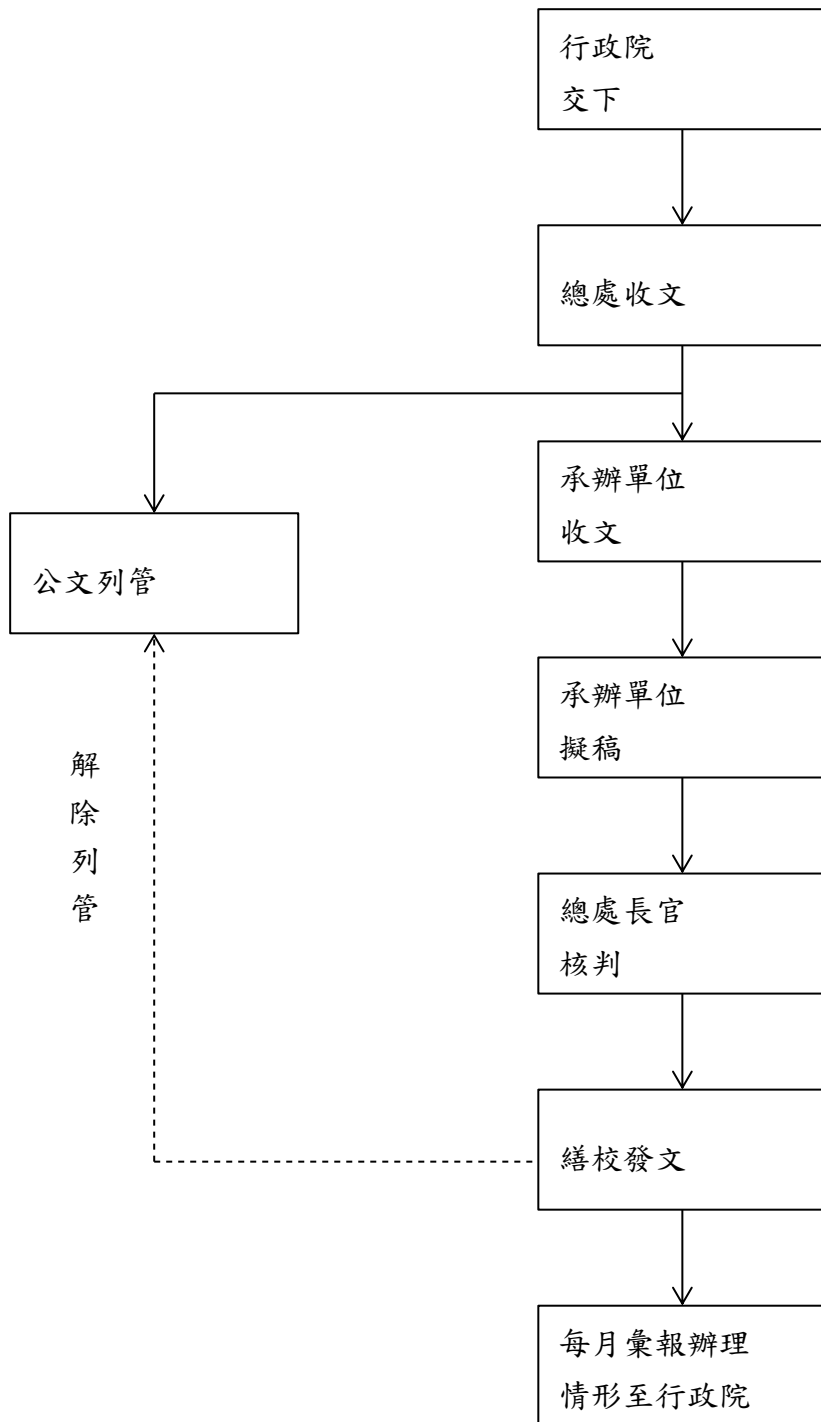 行政院
交下
總處收文
承辦單位
收文
公文列管
承辦單位
擬稿
解除列管
總處長官
核判
繕校發文
每月彙報辦理
情形至行政院